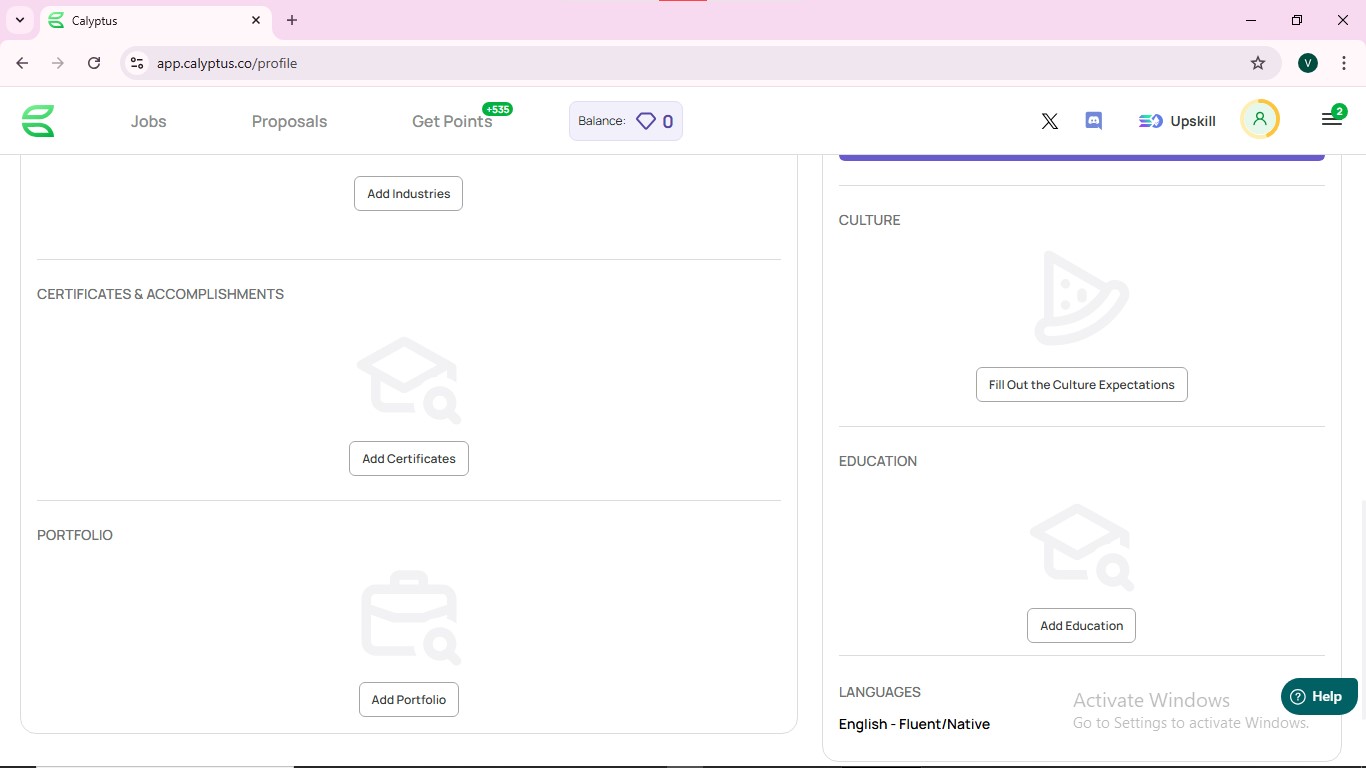 Calyptus
app.calyptus.co/profile
V
Jobs
Proposals
Get Points
+535
Balance:
0
Upskill
2
Add Industries
CERTIFICATES & ACCOMPLISHMENTS
Add Certificates
PORTFOLIO
Add Portfolio
CULTURE
Fill Out the Culture Expectations
EDUCATION
Add Education
LANGUAGES
English - Fluent/Native
Activate Windows
Go to Settings to activate Windows.
Help